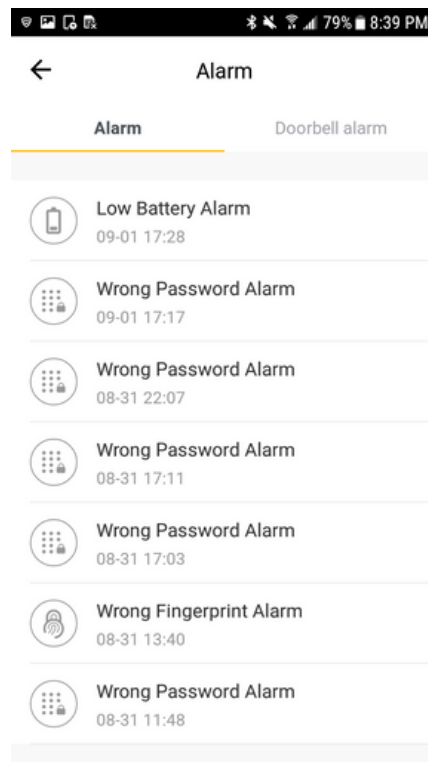 79% 8:39 PM
Alarm
Alarm Doorbell alarm
Low Battery Alarm
09-01 17:28
Wrong Password Alarm
09-01 17:17
Wrong Password Alarm
08-31 22:07
Wrong Password Alarm
08-31 17:11
Wrong Password Alarm
08-31 17:03
Wrong Fingerprint Alarm
08-31 13:40
Wrong Password Alarm
08-31 11:48